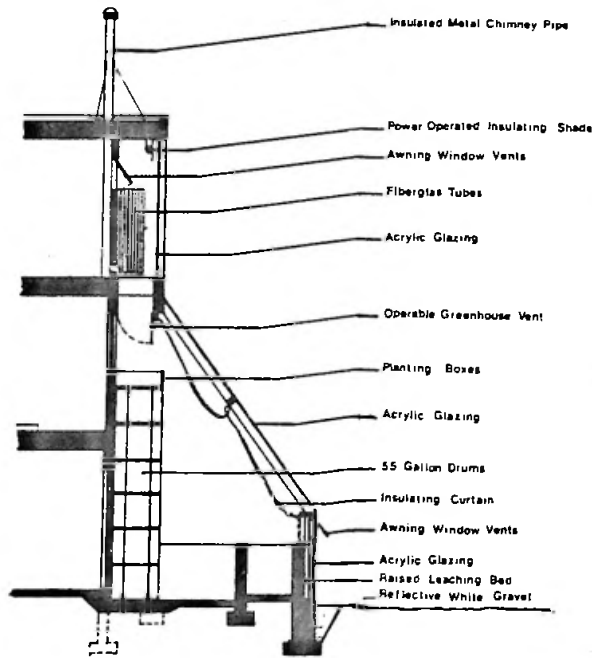 Insulated Metal Chimney Pipe
Power Operated Insulating Shade
Awning Window Vents
Fiberglas Tubes
Acrylic Glazing
Operable Greenhouse Vent
Planting Boxes
Acrylic Glazing
55 Gallon Drums
Insulating Curtain
Awning Window Vents
Acrylic Glazing
Raised Leaching Bed
Reflective White Gravel